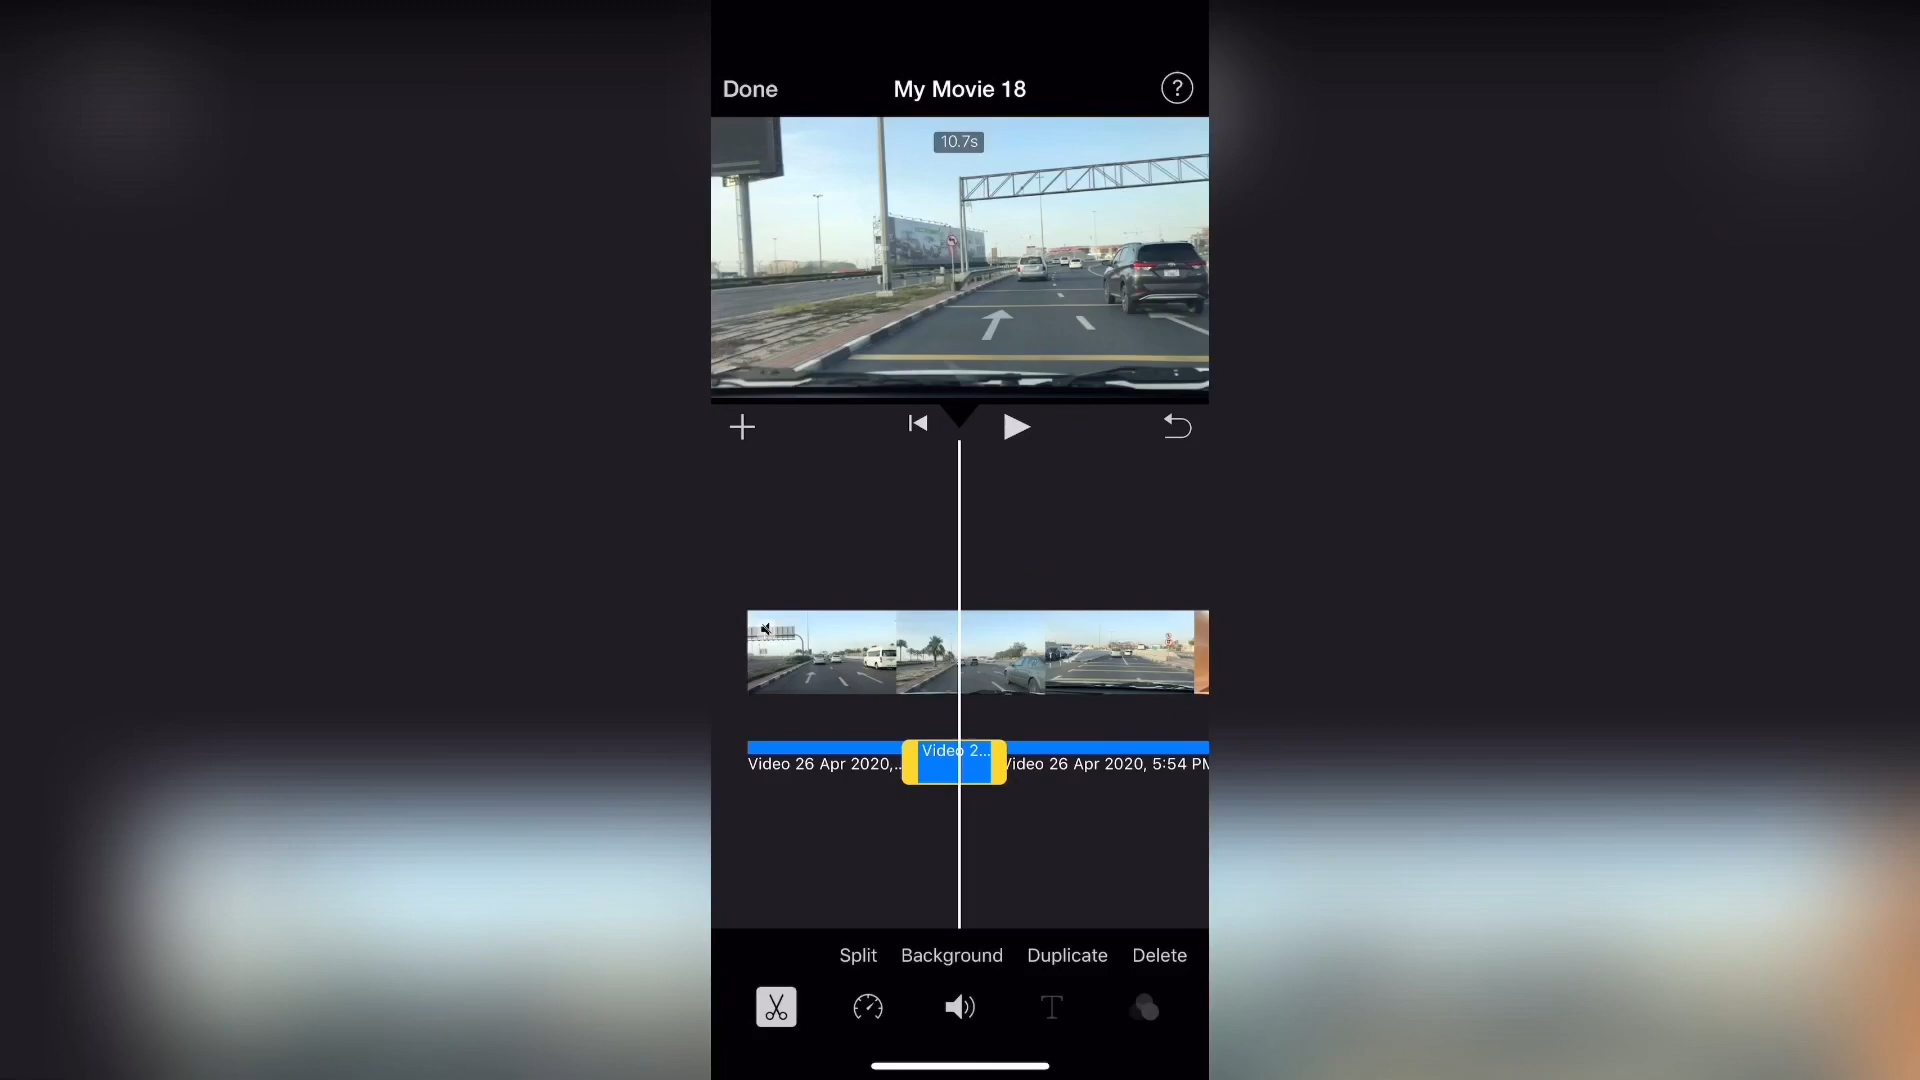 Done
My Movie 18
?
10.7s
Video 26 Apr 2020,..
Video 2...
Video 26 Apr 2020, 5:54 PM
Split
Background
Duplicate
Delete
T